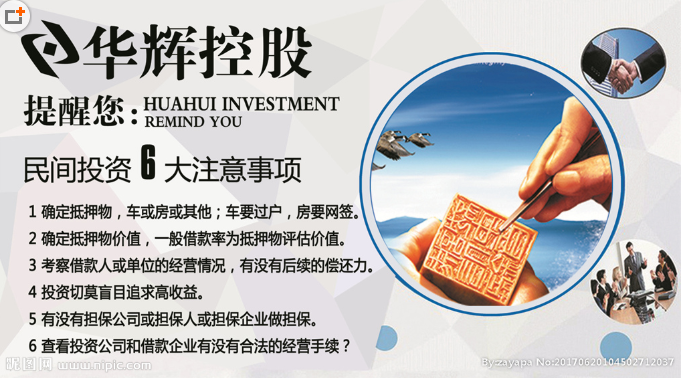 华辉控股
提醒您：HUAHUI INVESTMENT
REMIND YOU
民间投资 6 大注意事项
1 确定抵押物，车或房或其他；车要过户，房要网签。
2 确定抵押物价值，一般借款率为抵押物评估价值。
3 考察借款人或单位的经营情况，有没有后续的偿还力。
4 投资切莫盲目追求高收益。
5 有没有担保公司或担保人或担保企业做担保。
6 查看投资公司和借款企业有没有合法的经营手续？
昵图网 www.nipic.com
By:zayapa No:20170620104502712037